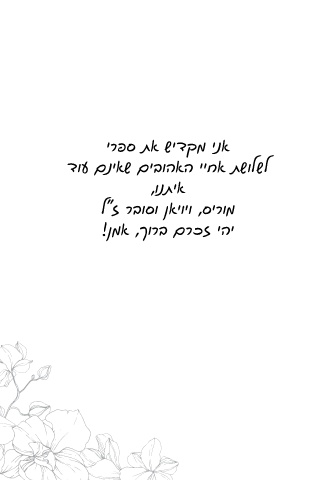 אני מקדיש את ספרי
לשלושת אחיי האהובים שאינם עוד
איתנו,
מוריס, ויויאן וסובר ז"ל
יהי זכרם ברוך, אמן!